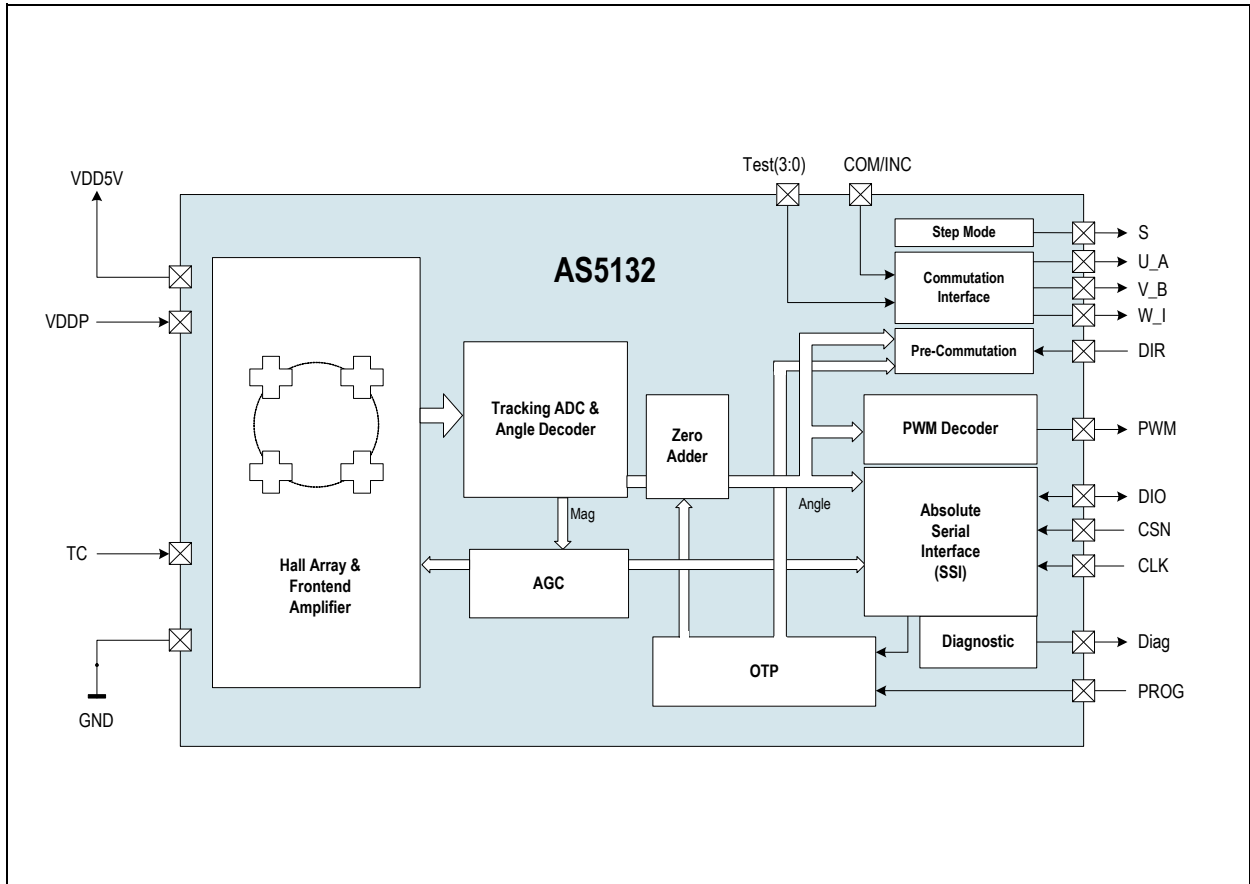 Test(3:0)
COM/INC
VDD5V
VDDP
TC
GND
AS5132
Hall Array &
Frontend
Amplifier
Tracking ADC &
Angle Decoder
Mag
AGC
Zero
Adder
Angle
OTP
Step Mode
Commutation
Interface
Pre-Commutation
PWM Decoder
Absolute
Serial
Interface
(SSI)
Diagnostic
S
U_A
V_B
W_I
DIR
PWM
DIO
CSN
CLK
Diag
PROG